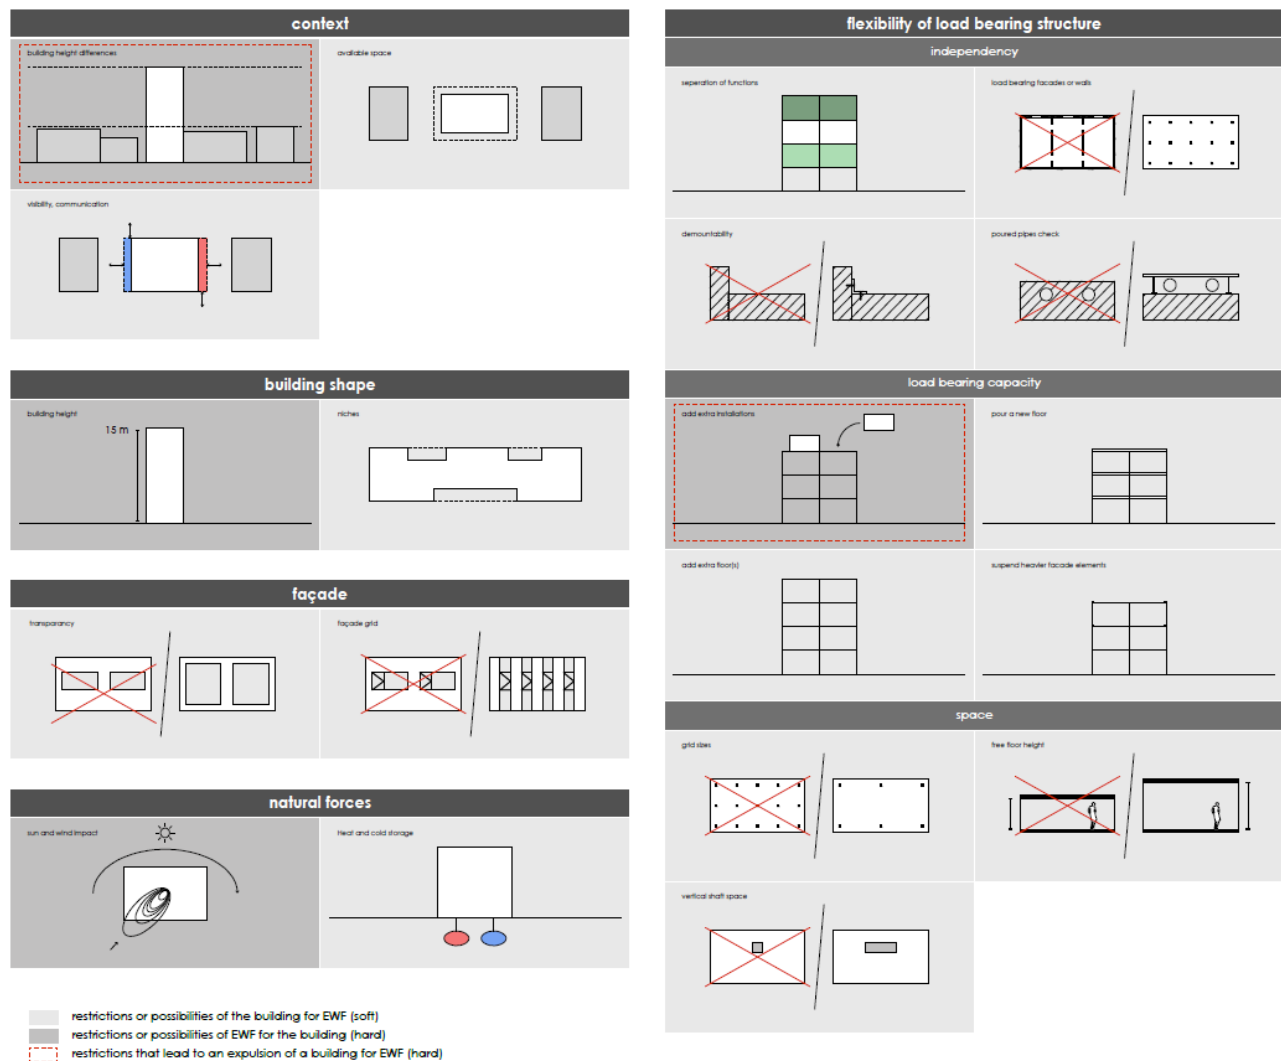 context
building height differences
available space
visibility, communication
building shape
building height
15 m
niches
façade
transparancy
façade grid
natural forces
sun and wind impact
Heat and cold storage
restrictions or possibilities of the building for EWF (soft)
restrictions or possibilities of EWF for the building (hard)
restrictions that lead to an expulsion of a building for EWF (hard)
flexibility of load bearing structure
independency
seperation of functions
load bearing facades or walls
demountability
poured pipes check
load bearing capacity
add extra installations
pour a new floor
add extra floor(s)
suspend heavier facade elements
space
grid sizes
free floor height
vertical shaft space